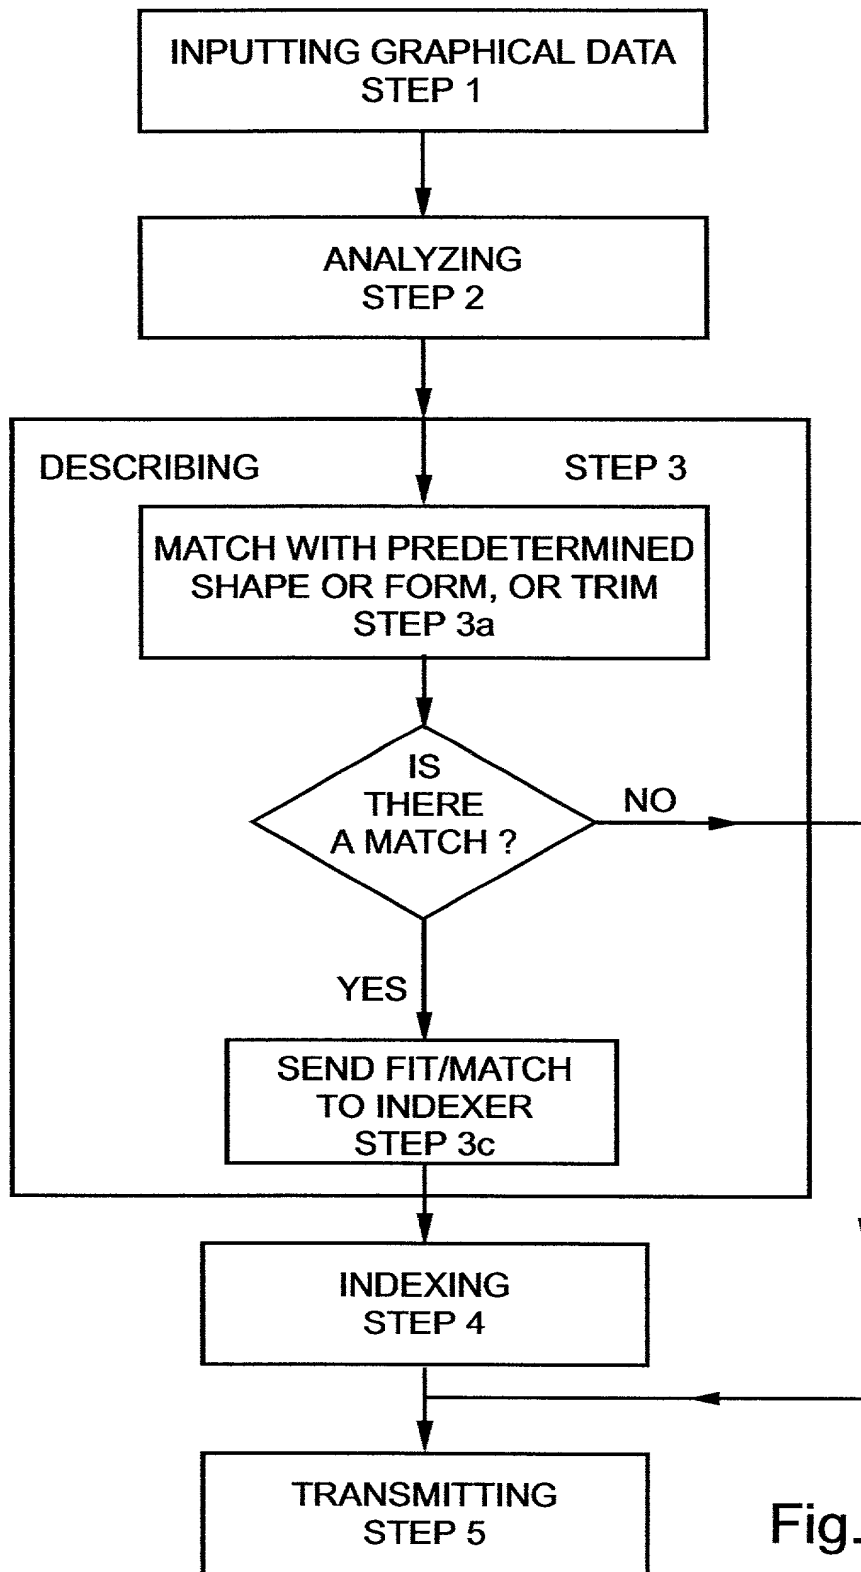 INPUTTING GRAPHICAL DATA
STEP 1
ANALYZING
STEP 2
DESCRIBING STEP 3
MATCH WITH PREDETERMINED
SHAPE OR FORM, OR TRIM
STEP 3a
IS
THERE
A MATCH ?
NO
YES
SEND FIT/MATCH
TO INDEXER
STEP 3c
INDEXING
STEP 4
TRANSMITTING
STEP 5
Fig.